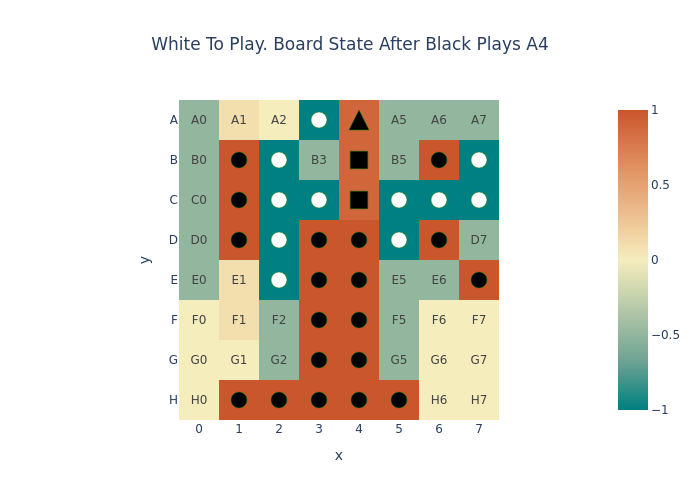 White To Play. Board State After Black Plays A4
A A0 A1 A2 A5 A6 A7
B B0 B3 B5
C C0
D D0 D7
E E0 E1 E5 E6
F F0 F1 F2 F5 F6 F7
G G0 G1 G2 G5 G6 G7
H H0 H6 H7
0 1 2 3 4 5 6 7
x
y
1
0.5
0
−0.5
−1